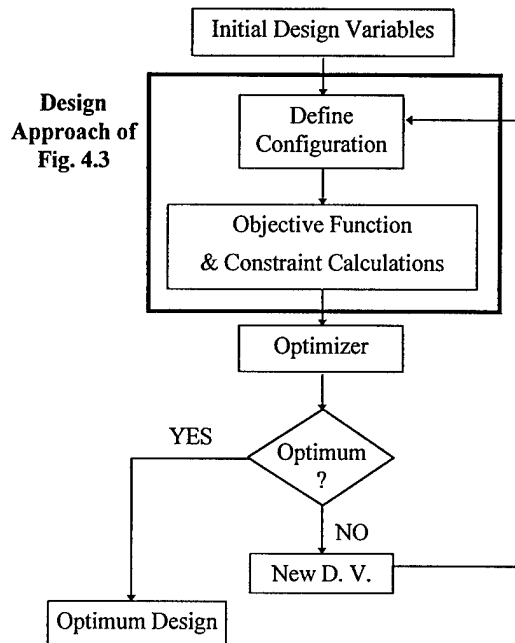 Initial Design Variables
Design
Approach of
Fig. 4.3
Define
Configuration
Objective Function
& Constraint Calculations
Optimizer
YES
Optimum
?
NO
New D. V.
Optimum Design